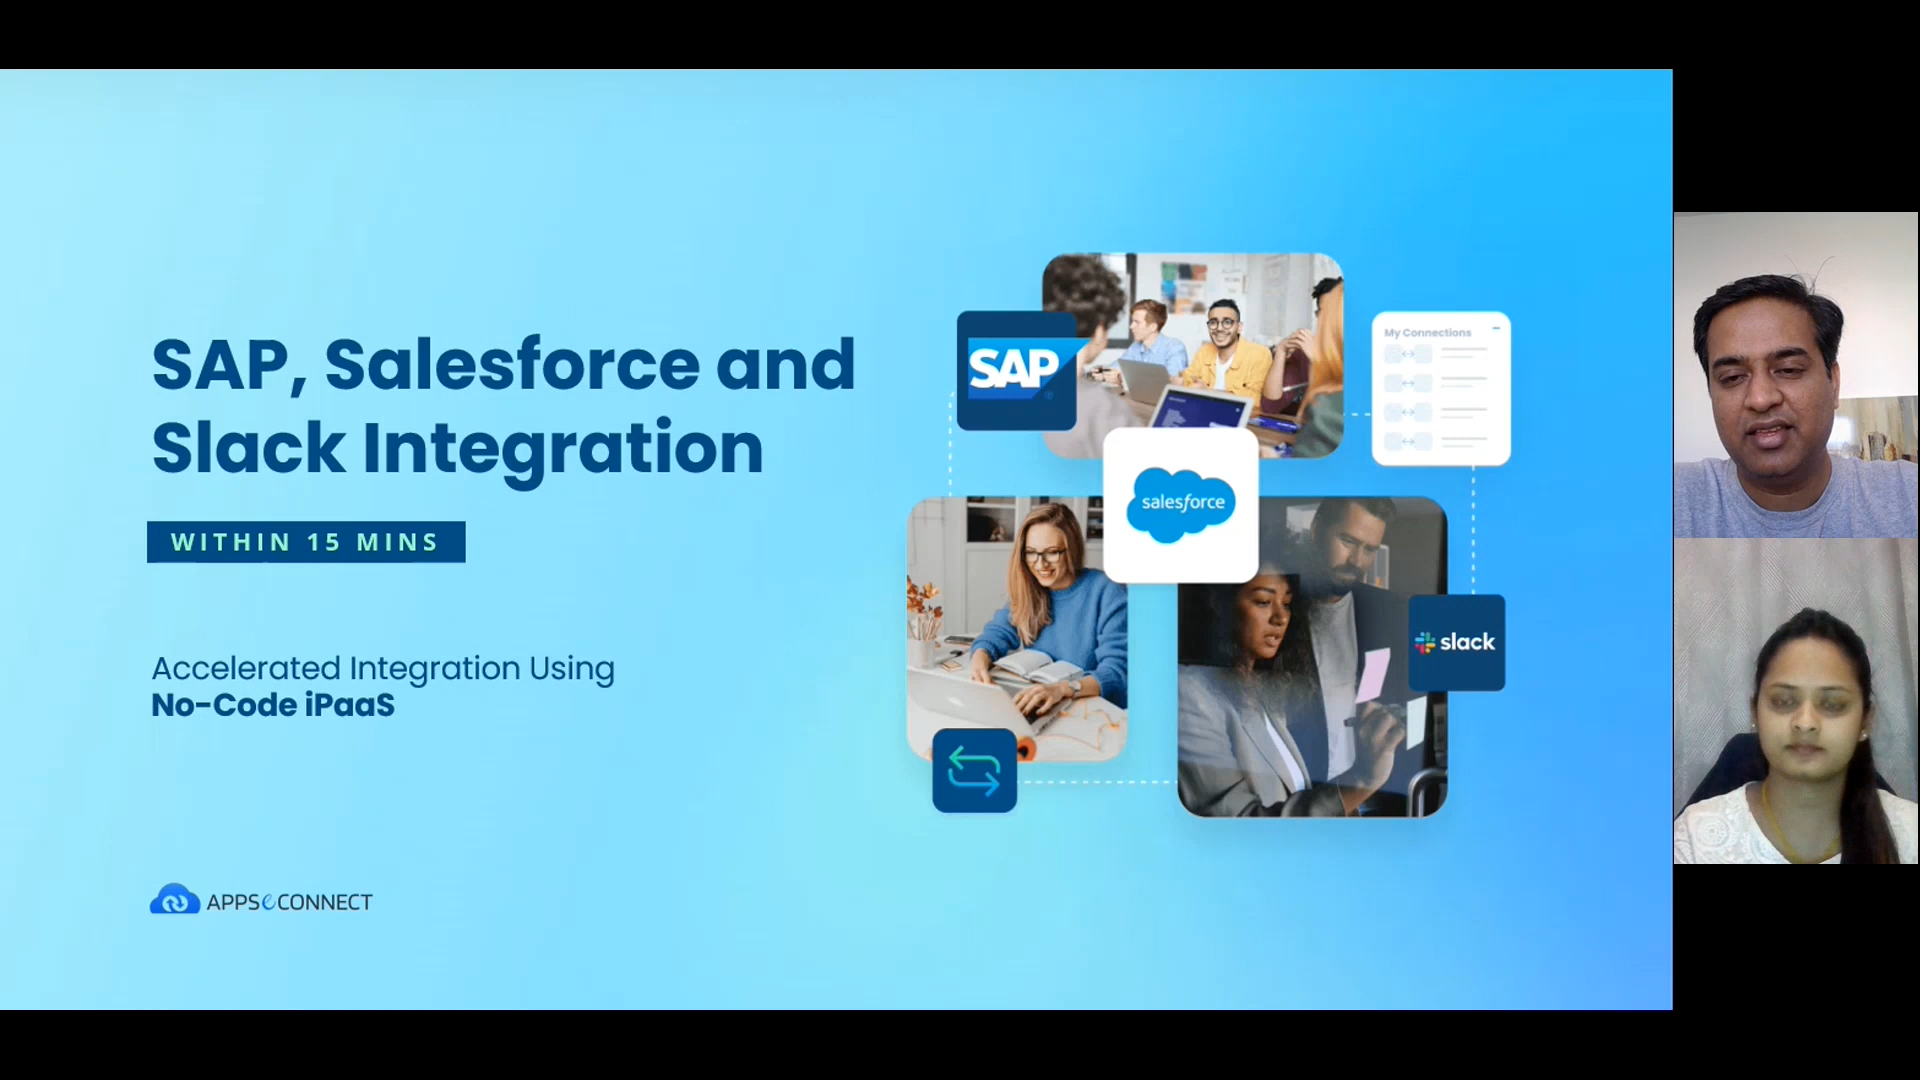 SAP, Salesforce and
Slack Integration
WITHIN 15 MINS
Accelerated Integration Using
No-Code iPaaS
APPSeCONNECT
SAP
My Connections
salesforce
slack